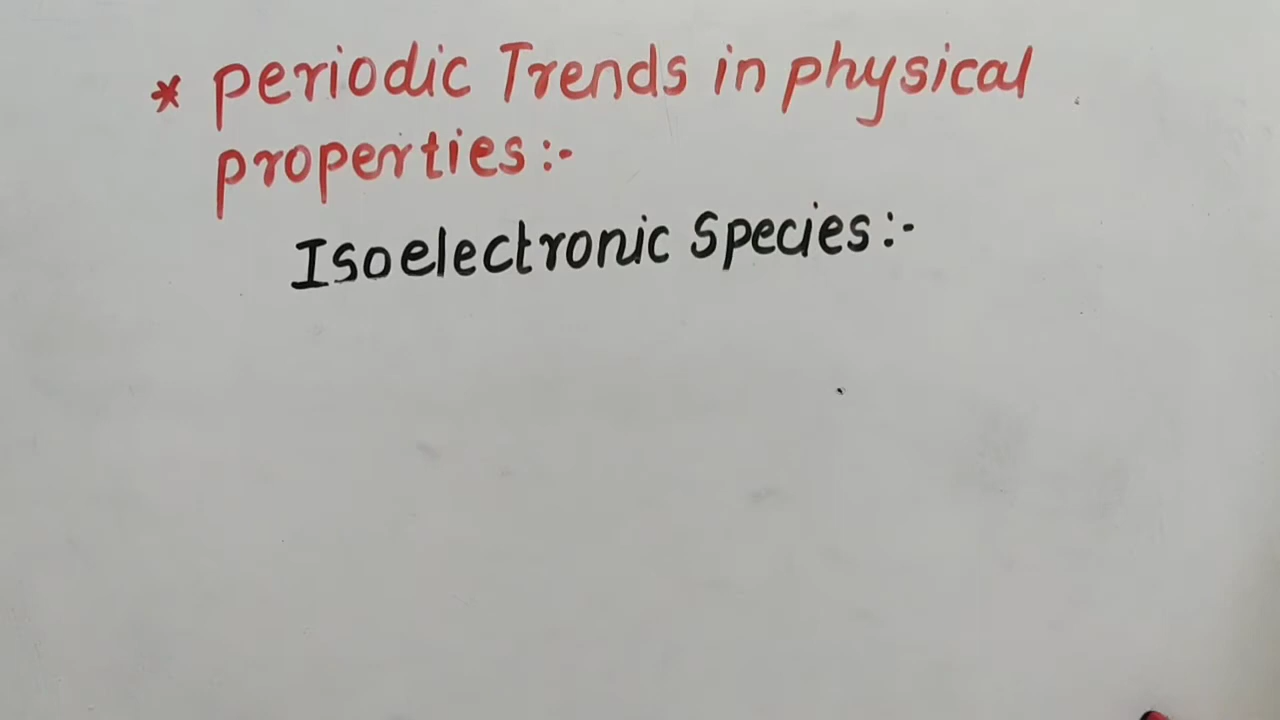 * periodic Trends in physical
properties:-
Isoelectronic Species:-